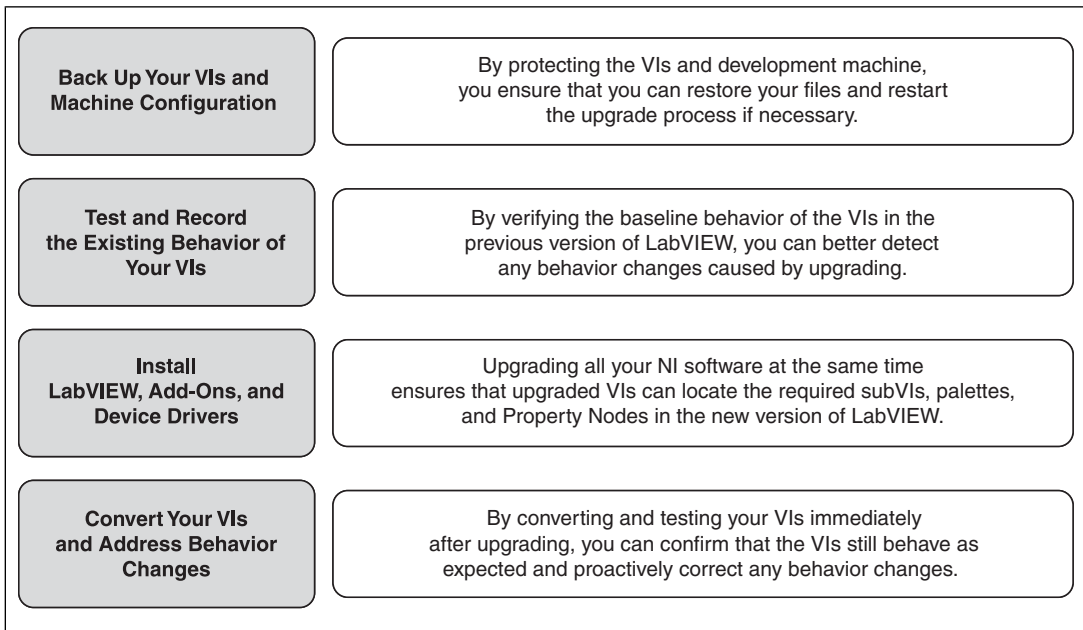 Back Up Your VIs and
Machine Configuration
By protecting the VIs and development machine,
you ensure that you can restore your files and restart
the upgrade process if necessary.
Test and Record
the Existing Behavior of
Your VIs
By verifying the baseline behavior of the VIs in the
previous version of LabVIEW, you can better detect
any behavior changes caused by upgrading.
Install
LabVIEW, Add-Ons, and
Device Drivers
Upgrading all your NI software at the same time
ensures that upgraded VIs can locate the required subVIs, palettes,
and Property Nodes in the new version of LabVIEW.
Convert Your VIs
and Address Behavior
Changes
By converting and testing your VIs immediately
after upgrading, you can confirm that the VIs still behave as
expected and proactively correct any behavior changes.